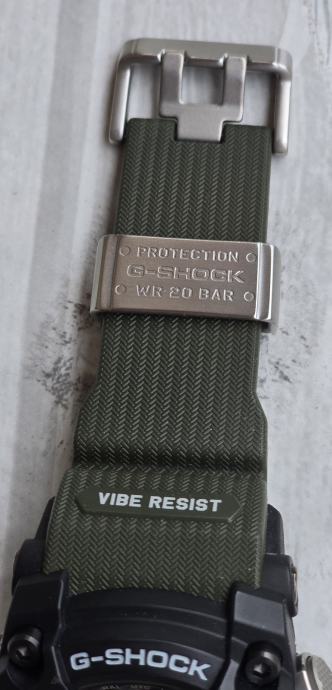 PROTECTION
G-SHOCK
WR 20 BAR
VIBE RESIST
G-SHOCK